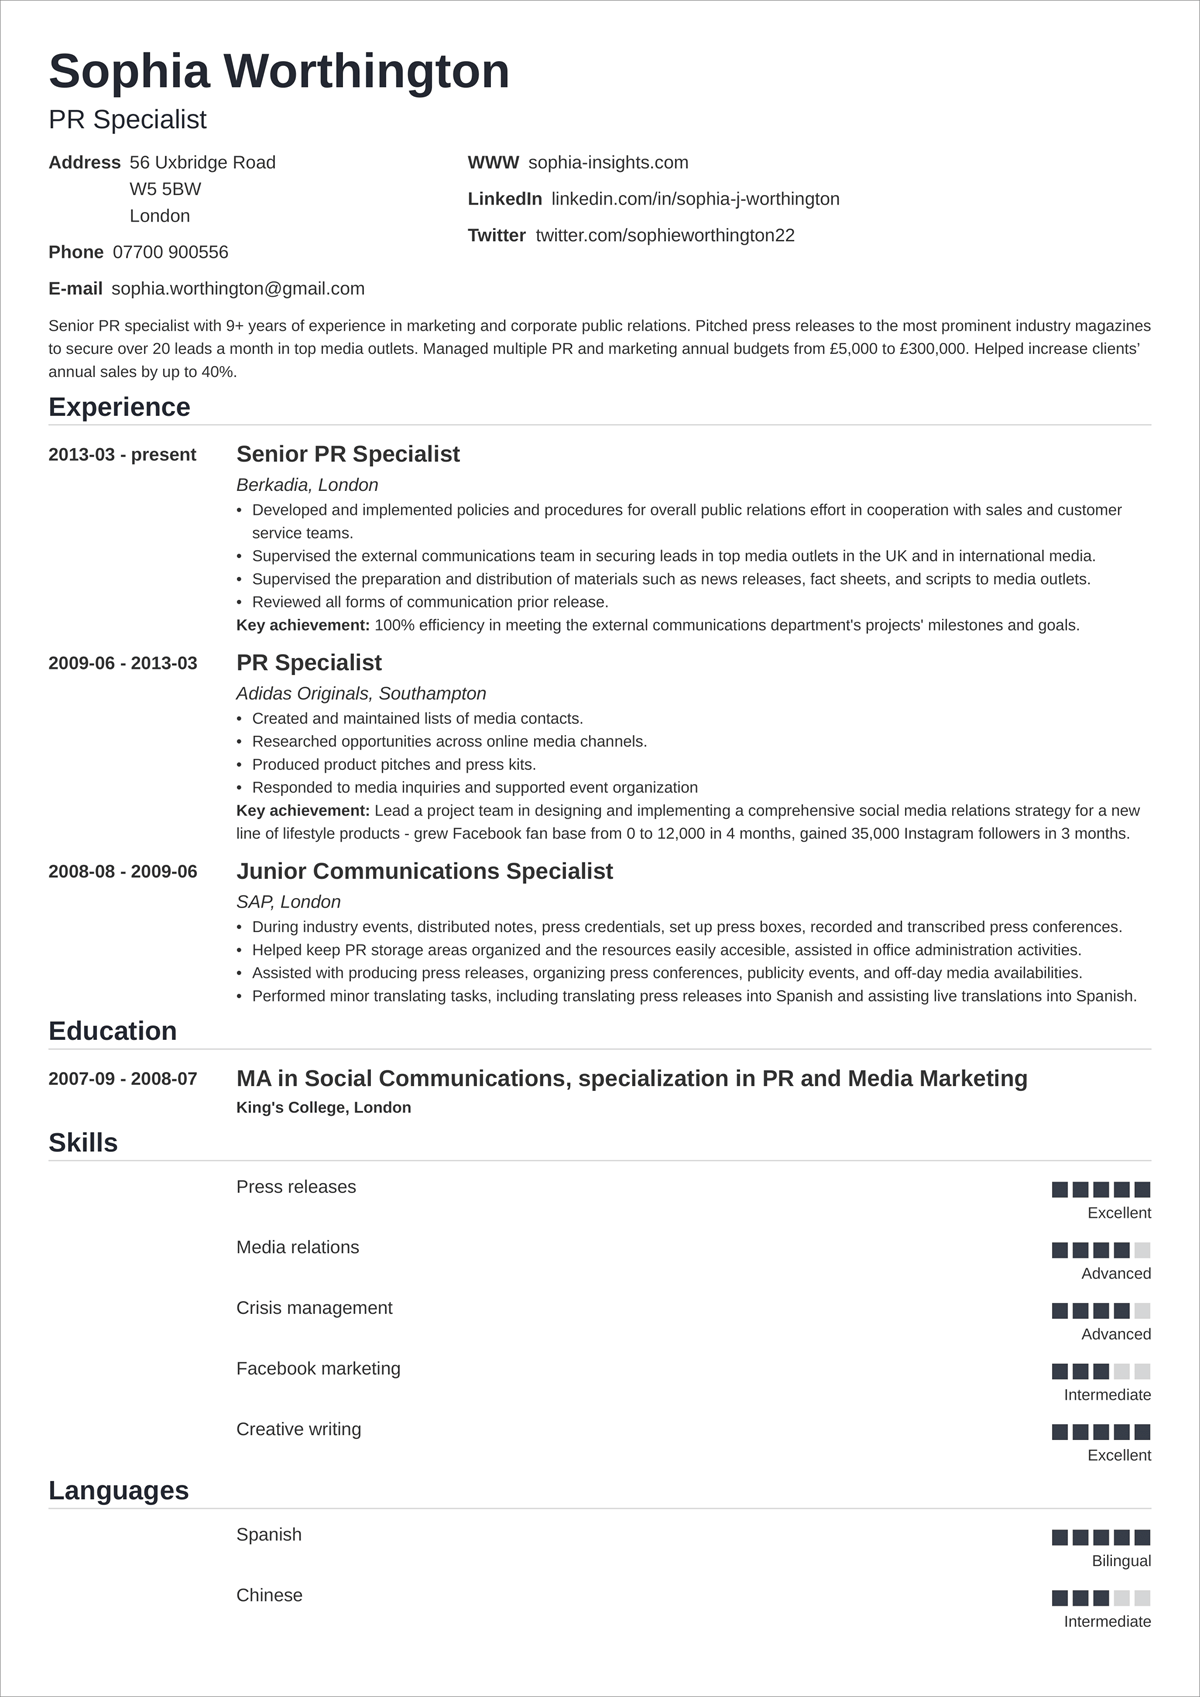 Sophia Worthington
PR Specialist
Address 56 Uxbridge Road
W5 5BW
London
Phone 07700 900556
E-mail sophia.worthington@gmail.com
WWW sophia-insights.com
LinkedIn linkedin.com/in/sophia-j-worthington
Twitter twitter.com/sophieworthington22
Senior PR specialist with 9+ years of experience in marketing and corporate public relations. Pitched press releases to the most prominent industry magazines
to secure over 20 leads a month in top media outlets. Managed multiple PR and marketing annual budgets from £5,000 to £300,000. Helped increase clients’
annual sales by up to 40%.
Experience
2013-03 - present Senior PR Specialist
Berkadia, London
• Developed and implemented policies and procedures for overall public relations effort in cooperation with sales and customer
service teams.
• Supervised the external communications team in securing leads in top media outlets in the UK and in international media.
• Supervised the preparation and distribution of materials such as news releases, fact sheets, and scripts to media outlets.
• Reviewed all forms of communication prior release.
Key achievement: 100% efficiency in meeting the external communications department's projects' milestones and goals.
2009-06 - 2013-03 PR Specialist
Adidas Originals, Southampton
• Created and maintained lists of media contacts.
• Researched opportunities across online media channels.
• Produced product pitches and press kits.
• Responded to media inquiries and supported event organization
Key achievement: Lead a project team in designing and implementing a comprehensive social media relations strategy for a new
line of lifestyle products - grew Facebook fan base from 0 to 12,000 in 4 months, gained 35,000 Instagram followers in 3 months.
2008-08 - 2009-06 Junior Communications Specialist
SAP, London
• During industry events, distributed notes, press credentials, set up press boxes, recorded and transcribed press conferences.
• Helped keep PR storage areas organized and the resources easily accesible, assisted in office administration activities.
• Assisted with producing press releases, organizing press conferences, publicity events, and off-day media availabilities.
• Performed minor translating tasks, including translating press releases into Spanish and assisting live translations into Spanish.
Education
2007-09 - 2008-07 MA in Social Communications, specialization in PR and Media Marketing
King's College, London
Skills
Press releases
Excellent
Media relations
Advanced
Crisis management
Advanced
Facebook marketing
Intermediate
Creative writing
Excellent
Languages
Spanish
Bilingual
Chinese
Intermediate